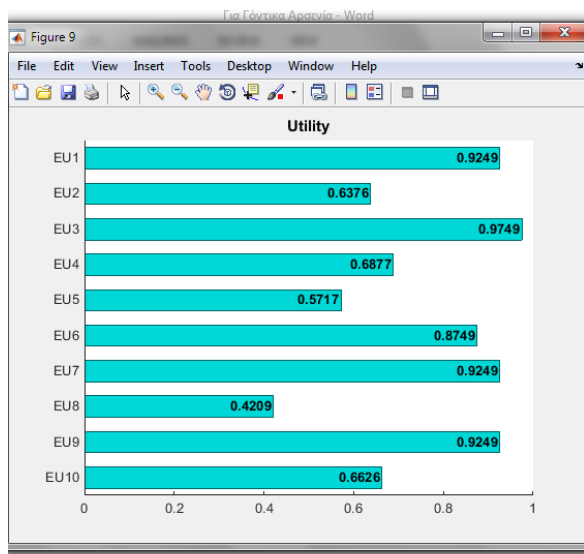 Για Γόντικα Αρσενία - Word
Figure 9
File Edit View Insert Tools Desktop Window Help
Utility
EU1 0.9249
EU2 0.6376
EU3 0.9749
EU4 0.6877
EU5 0.5717
EU6 0.8749
EU7 0.9249
EU8 0.4209
EU9 0.9249
EU10 0.6626
0 0.2 0.4 0.6 0.8 1